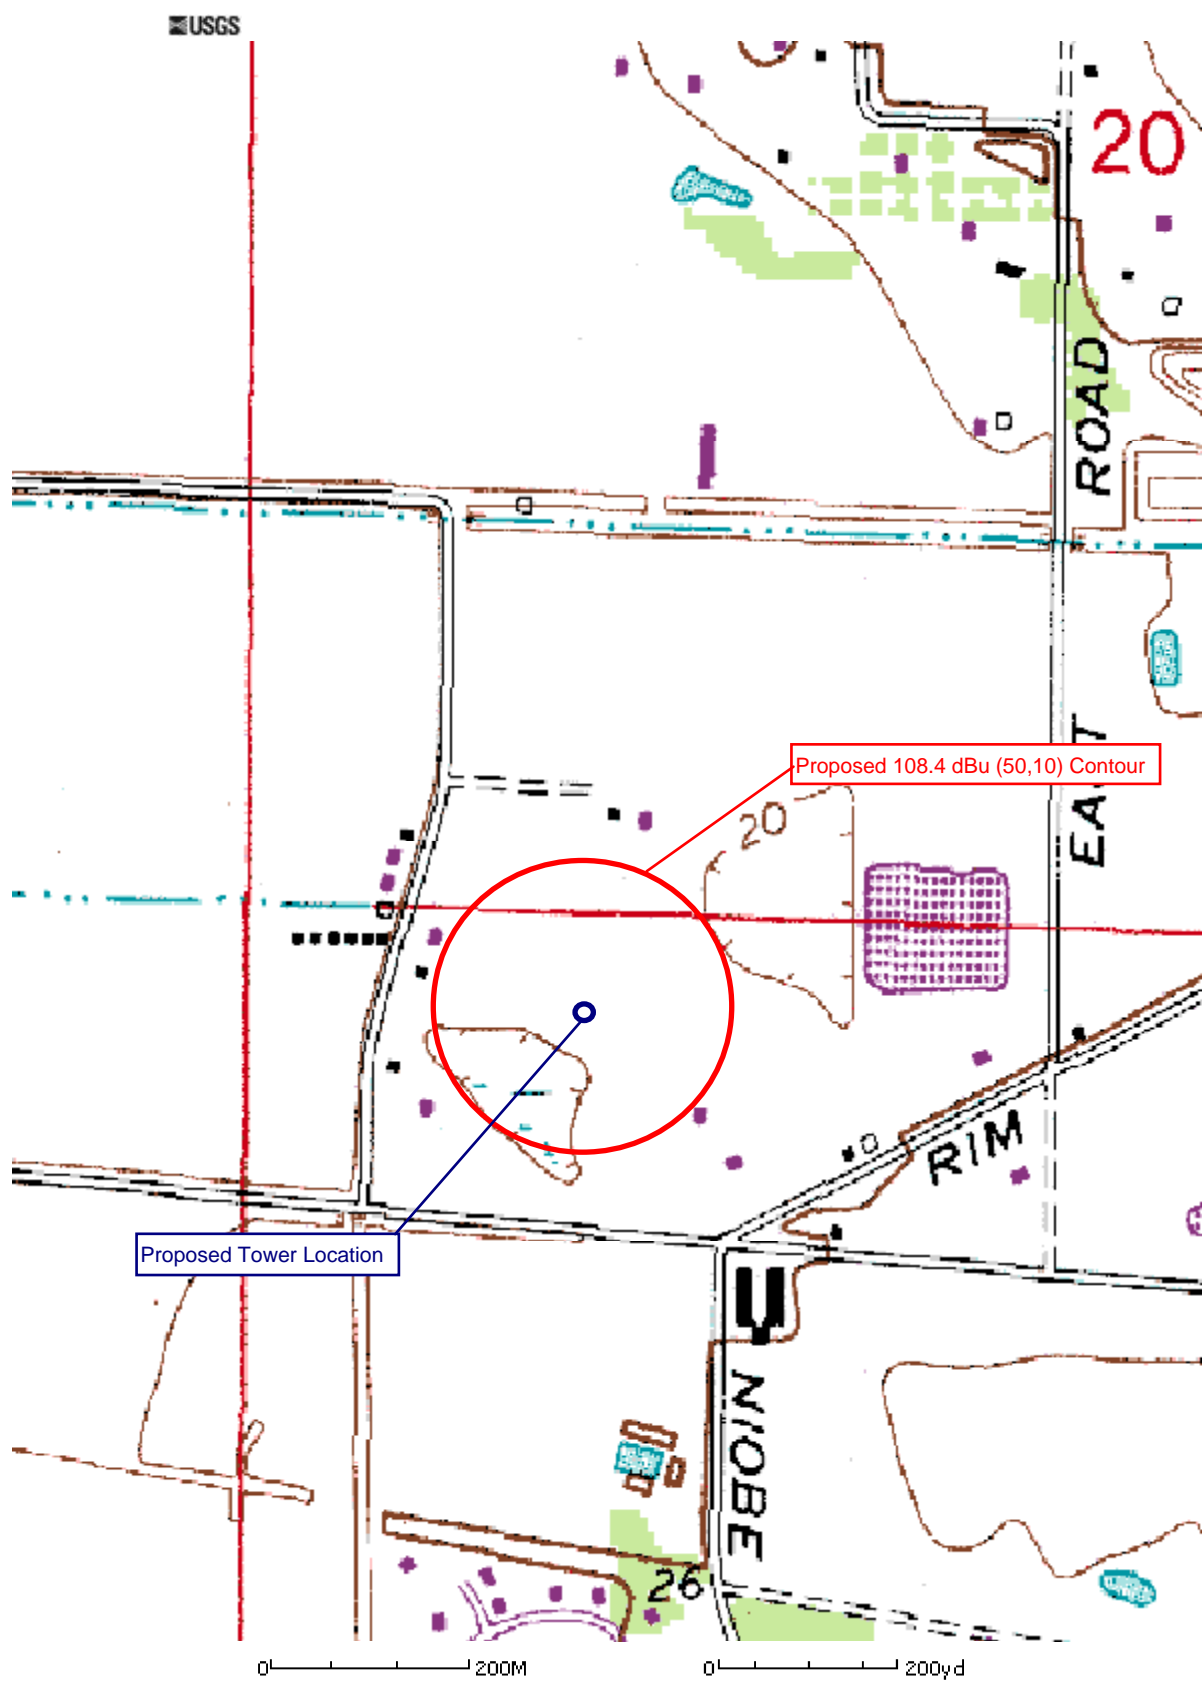 USGS
20
ROAD
Proposed 108.4 dBu (50,10) Contour
20
EAST
RIM
Proposed Tower Location
NIOBE
26
0 200M 0 200yd